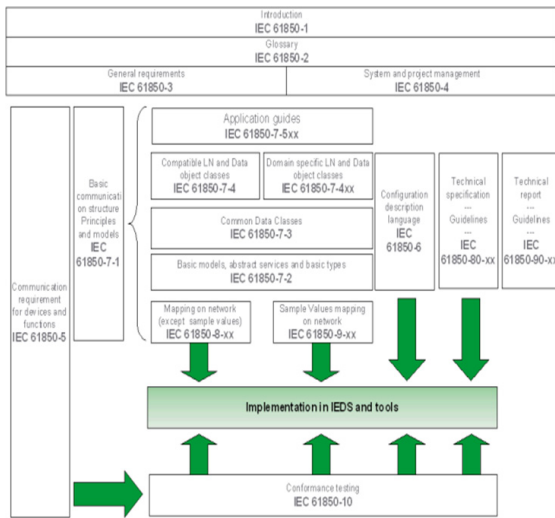 Introduction
IEC 61850-1
Glossary
IEC 61850-2
General requirements
IEC 61850-3
System and project management
IEC 61850-4
Communication
requirement
for devices and
functions
IEC 61850-5
Basic
communicati
on structure
Principles
and models
IEC
61850-7-1
Application guides
IEC 61850-7-5xx
Compatible LN and Data
object classes
IEC 61850-7-4
Domain specific LN and Data
object classes
IEC 61850-7-4xx
Common Data Classes
IEC 61850-7-3
Basic models, abstract services and basic types
IEC 61850-7-2
Mapping on network
(except sample values)
IEC 61850-8-xx
Sample Values mapping
on network
IEC 61850-9-xx
Configuration
description
language
IEC
61850-6
Technical
specification
---
Guidelines
---
IEC
61850-80-xx
Technical
report
---
Guidelines
---
IEC
61850-90-xx
Implementation in IEDS and tools
Conformance testing
IEC 61850-10